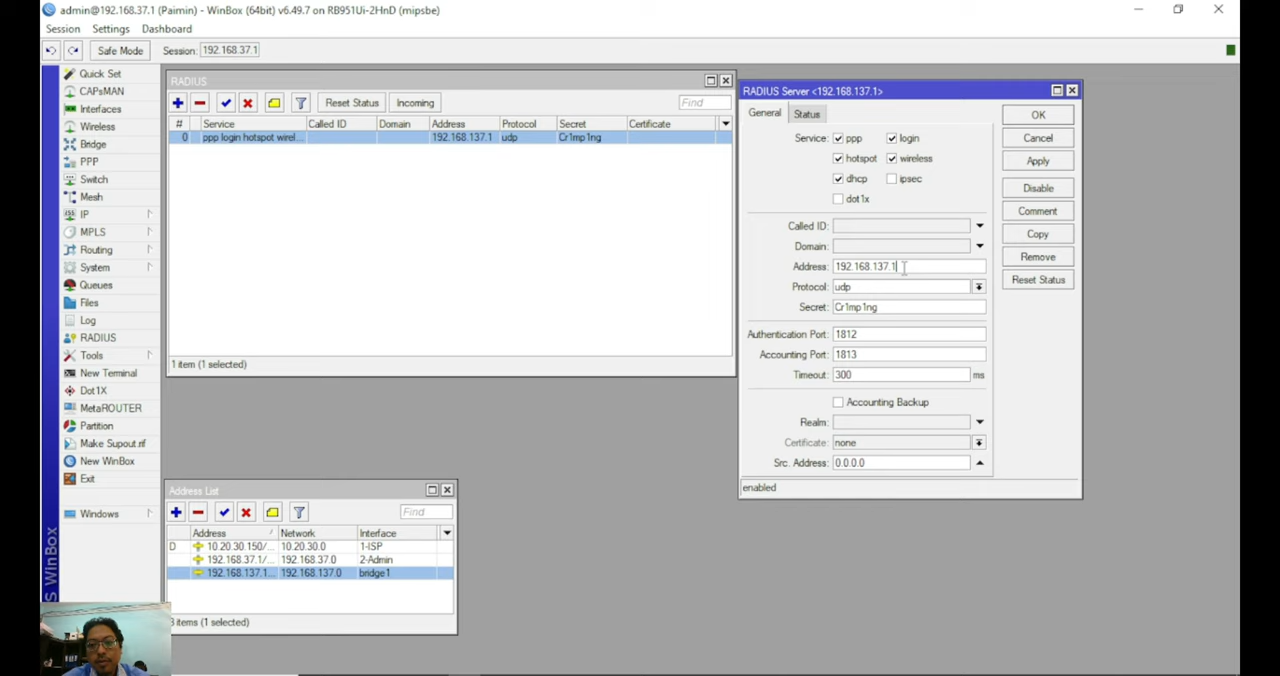 admin@192.168.37.1 (Paimin) - WinBox (64bit) v6.49.7 on RB951Ui-2HnD (mipsbe)
Session Settings Dashboard
Safe Mode Session: 192.168.37.1
Quick Set
CAPsMAN
Interfaces
Wireless
Bridge
PPP
Switch
Mesh
IP
MPLS
Routing
System
Queues
Files
Log
RADIUS
Tools
New Terminal
Dot1X
MetaROUTER
Partition
Make Supout.rif
New WinBox
Exit
Windows
S WinBox
RADIUS
Reset Status Incoming Find
# Service Called ID Domain Address Protocol Secret Certificate
0 ppp login hotspot wirel... 192.168.137.1 udp Cr1mp1ng
1 item (1 selected)
RADIUS Server <192.168.137.1>
General Status
Service: ppp login
hotspot wireless
dhcp ipsec
dot1x
Called ID:
Domain:
Address: 192.168.137.1
Protocol: udp
Secret: Cr1mp1ng
Authentication Port: 1812
Accounting Port: 1813
Timeout: 300 ms
Accounting Backup
Realm:
Certificate: none
Src. Address: 0.0.0.0
enabled
OK
Cancel
Apply
Disable
Comment
Copy
Remove
Reset Status
Address List
Find
Address Network Interface
D 10.20.30.150/... 10.20.30.0 1-ISP
192.168.37.1/... 192.168.37.0 2-Admin
192.168.137.1... 192.168.137.0 bridge1
items (1 selected)